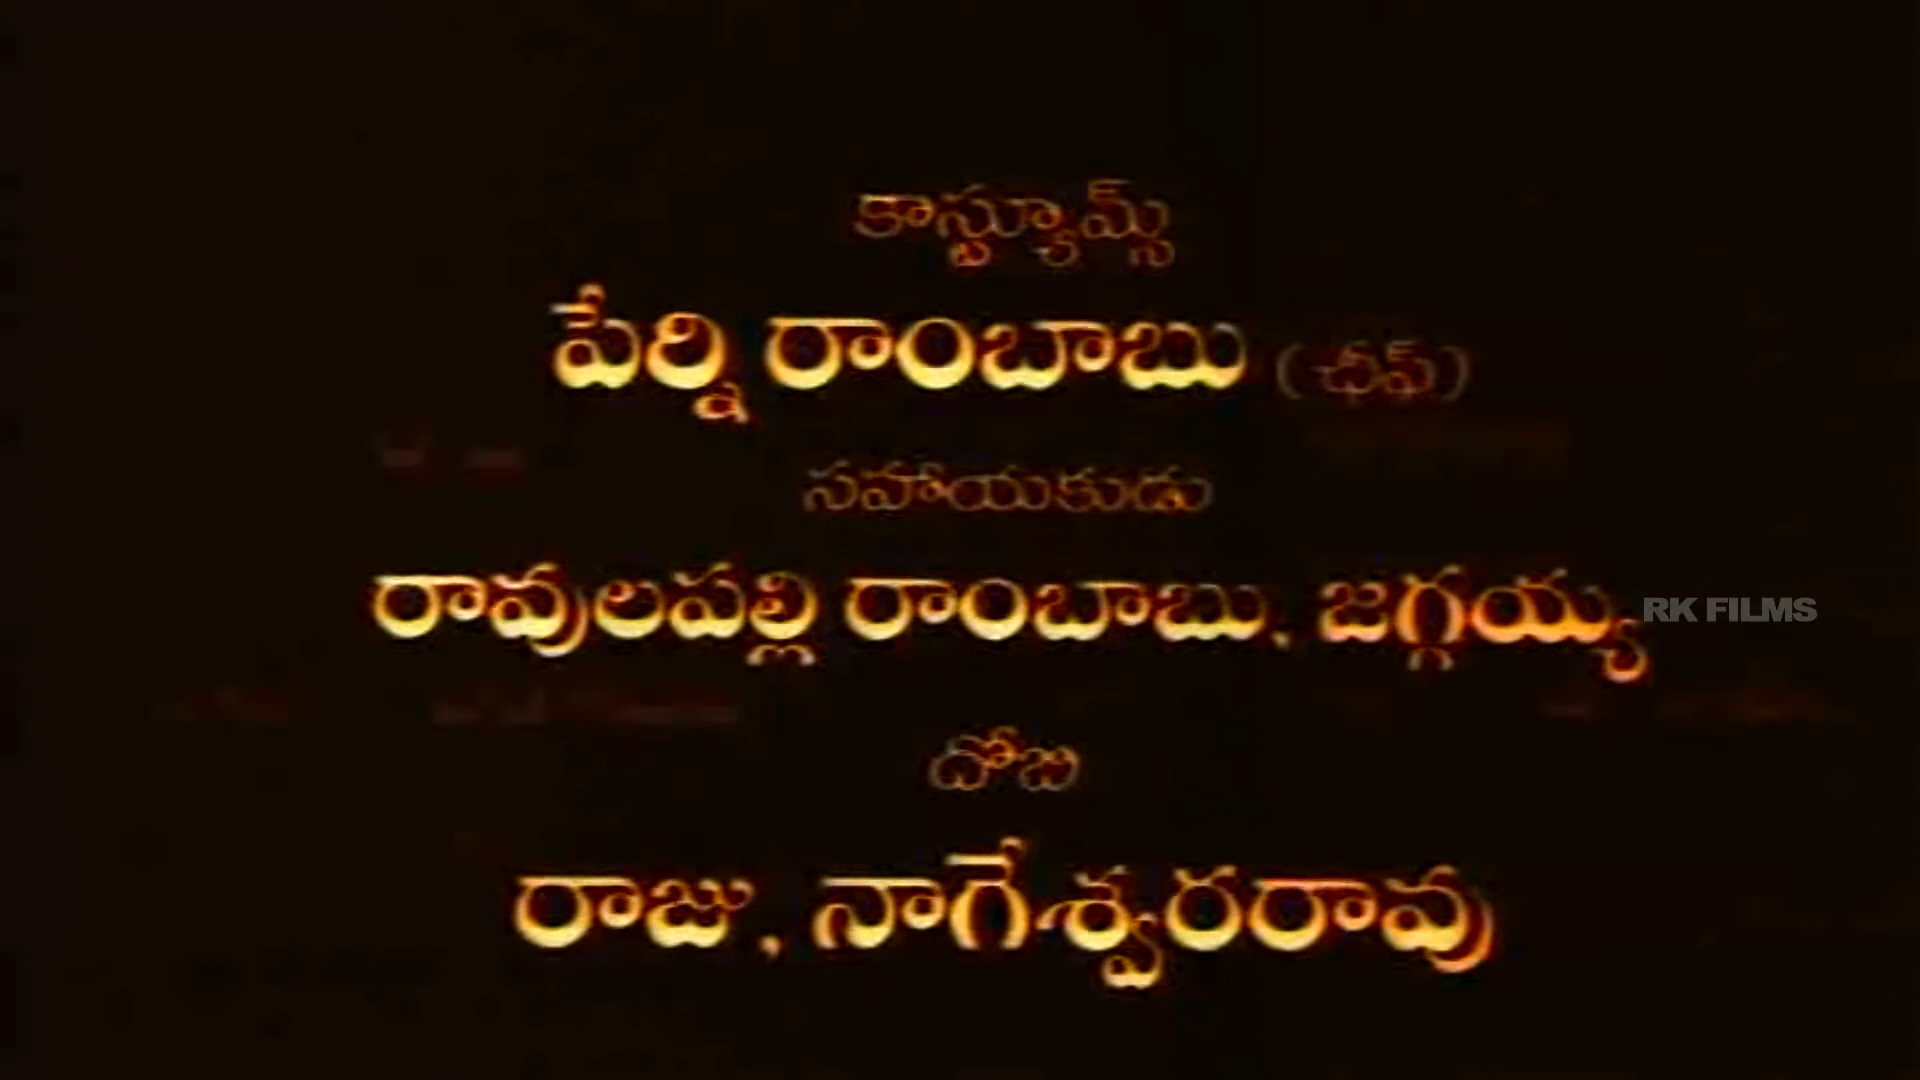 కాస్ట్యూమ్స్
పేర్ని రాంబాబు (ఛీఫ్)
సహాయకుడు
రావులపల్లి రాంబాబు, జగ్గయ్య
RK FILMS
దోబి
రాజు, నాగేశ్వరరావు